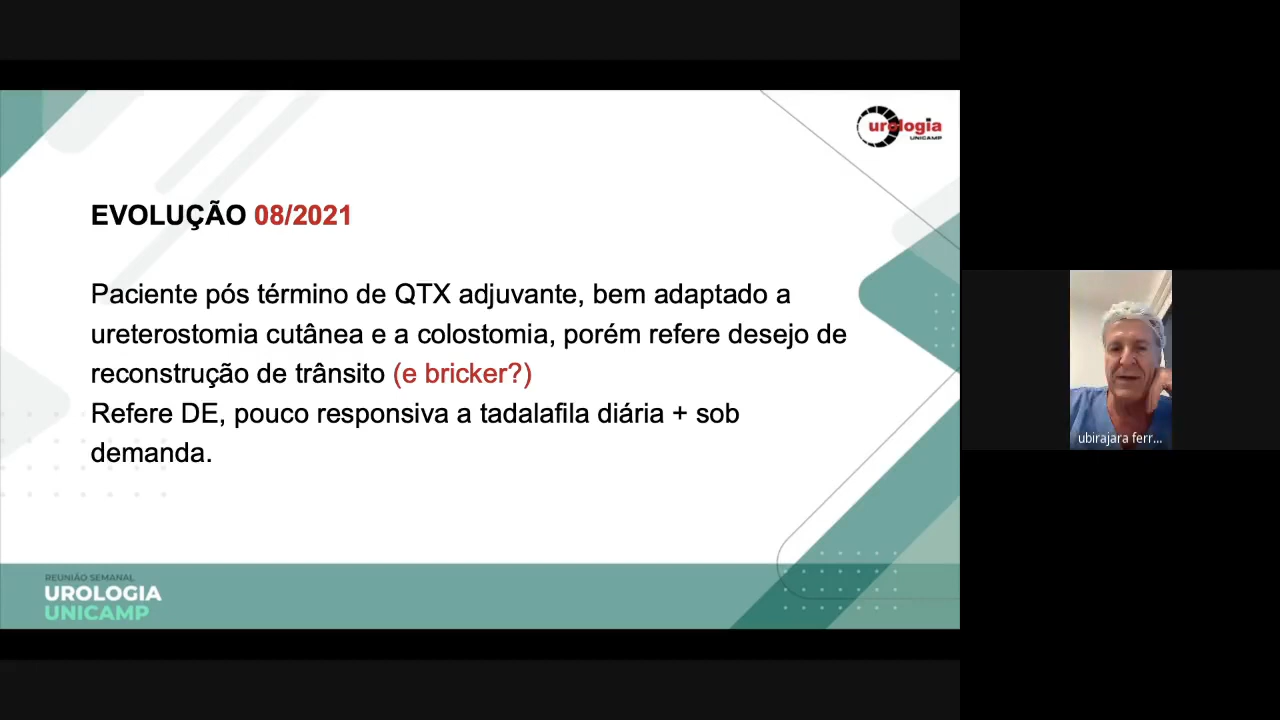 urologia
UNICAMP
EVOLUÇÃO 08/2021
Paciente pós término de QTX adjuvante, bem adaptado a
ureterostomia cutânea e a colostomia, porém refere desejo de
reconstrução de trânsito (e bricker?)
Refere DE, pouco responsiva a tadalafila diária + sob
demanda.
ubirajara ferr...
REUNIÃO SEMANAL
UROLOGIA
UNICAMP